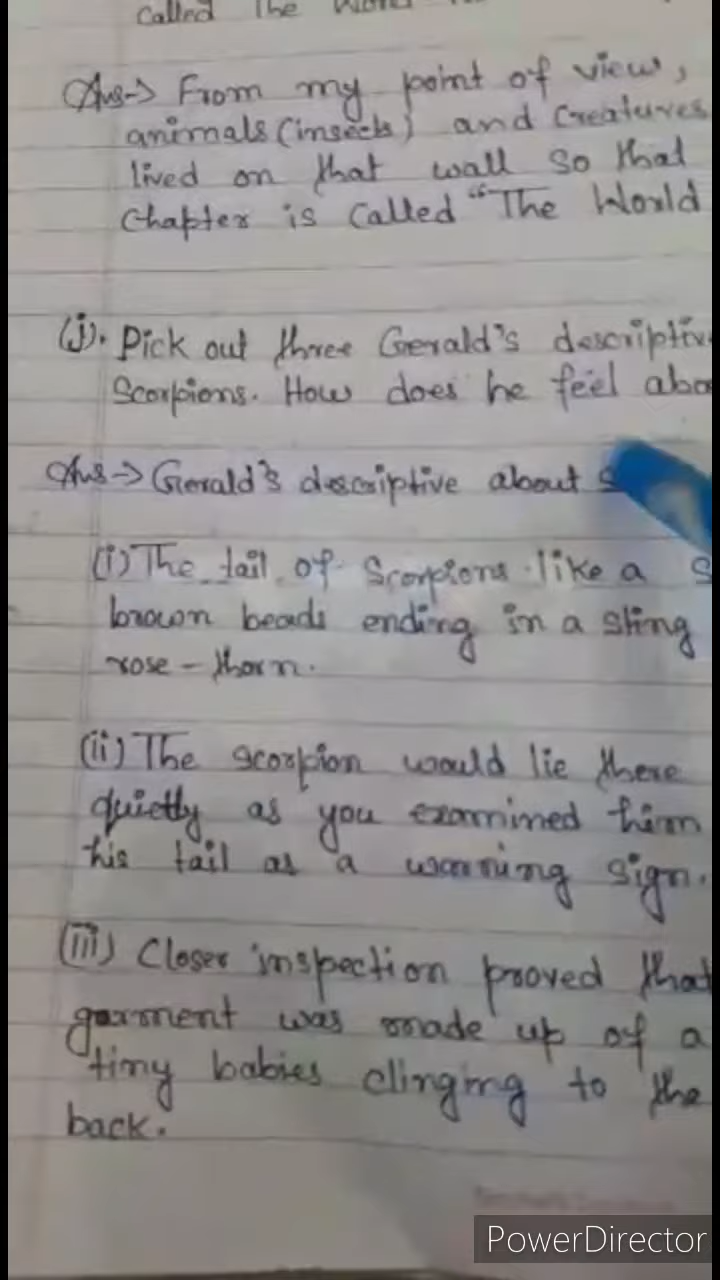 called The World
Ans-> From my point of view,
animals (insects) and creatures
lived on that wall so that
chapter is called "The World
(j). Pick out three Gerald's descriptive
Scorpions. How does he feel abo
Ans-> Gerald's descriptive about S
(i) The tail of Scorpions like a S
brown beads ending in a sting
rose-thorn.
(ii) The scorpion would lie there
quietly as you examined him
his tail as a warning sign.
(iii) Closer inspection proved that
garment was made up of a
tiny babies clinging to the
back.
PowerDirector